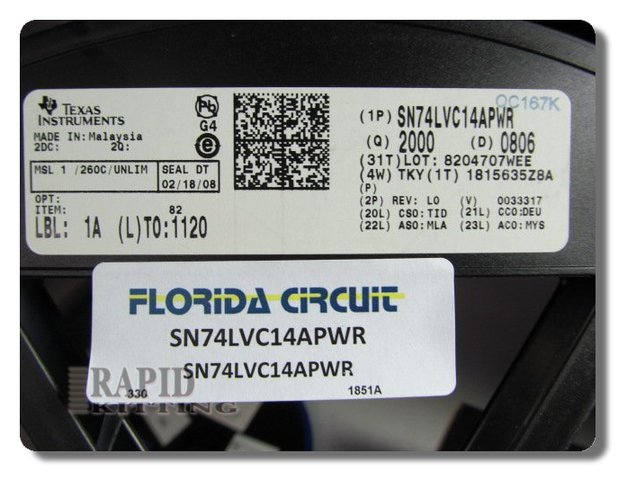 TEXAS
INSTRUMENTS
MADE IN: Malaysia
2DC: 2Q:
MSL 1 /260C/UNLIM
SEAL DT
02/18/08
OPT:
ITEM: 82
LBL: 1A (L)TO:1120
Pb
G4
e
QC167K
(1P) SN74LVC14APWR
(Q) 2000 (D) 0806
(31T)LOT: 8204707WEE
(4W) TKY(1T) 1815635Z8A
(P)
(2P) REV: LO (V) 0033317
(20L) CSO:TID (21L) CCO:DEU
(22L) ASO:MLA (23L) ACO:MYS
FLORIDA CIRCUIT
SN74LVC14APWR
SN74LVC14APWR
330 1851A
RAPID
KITTING